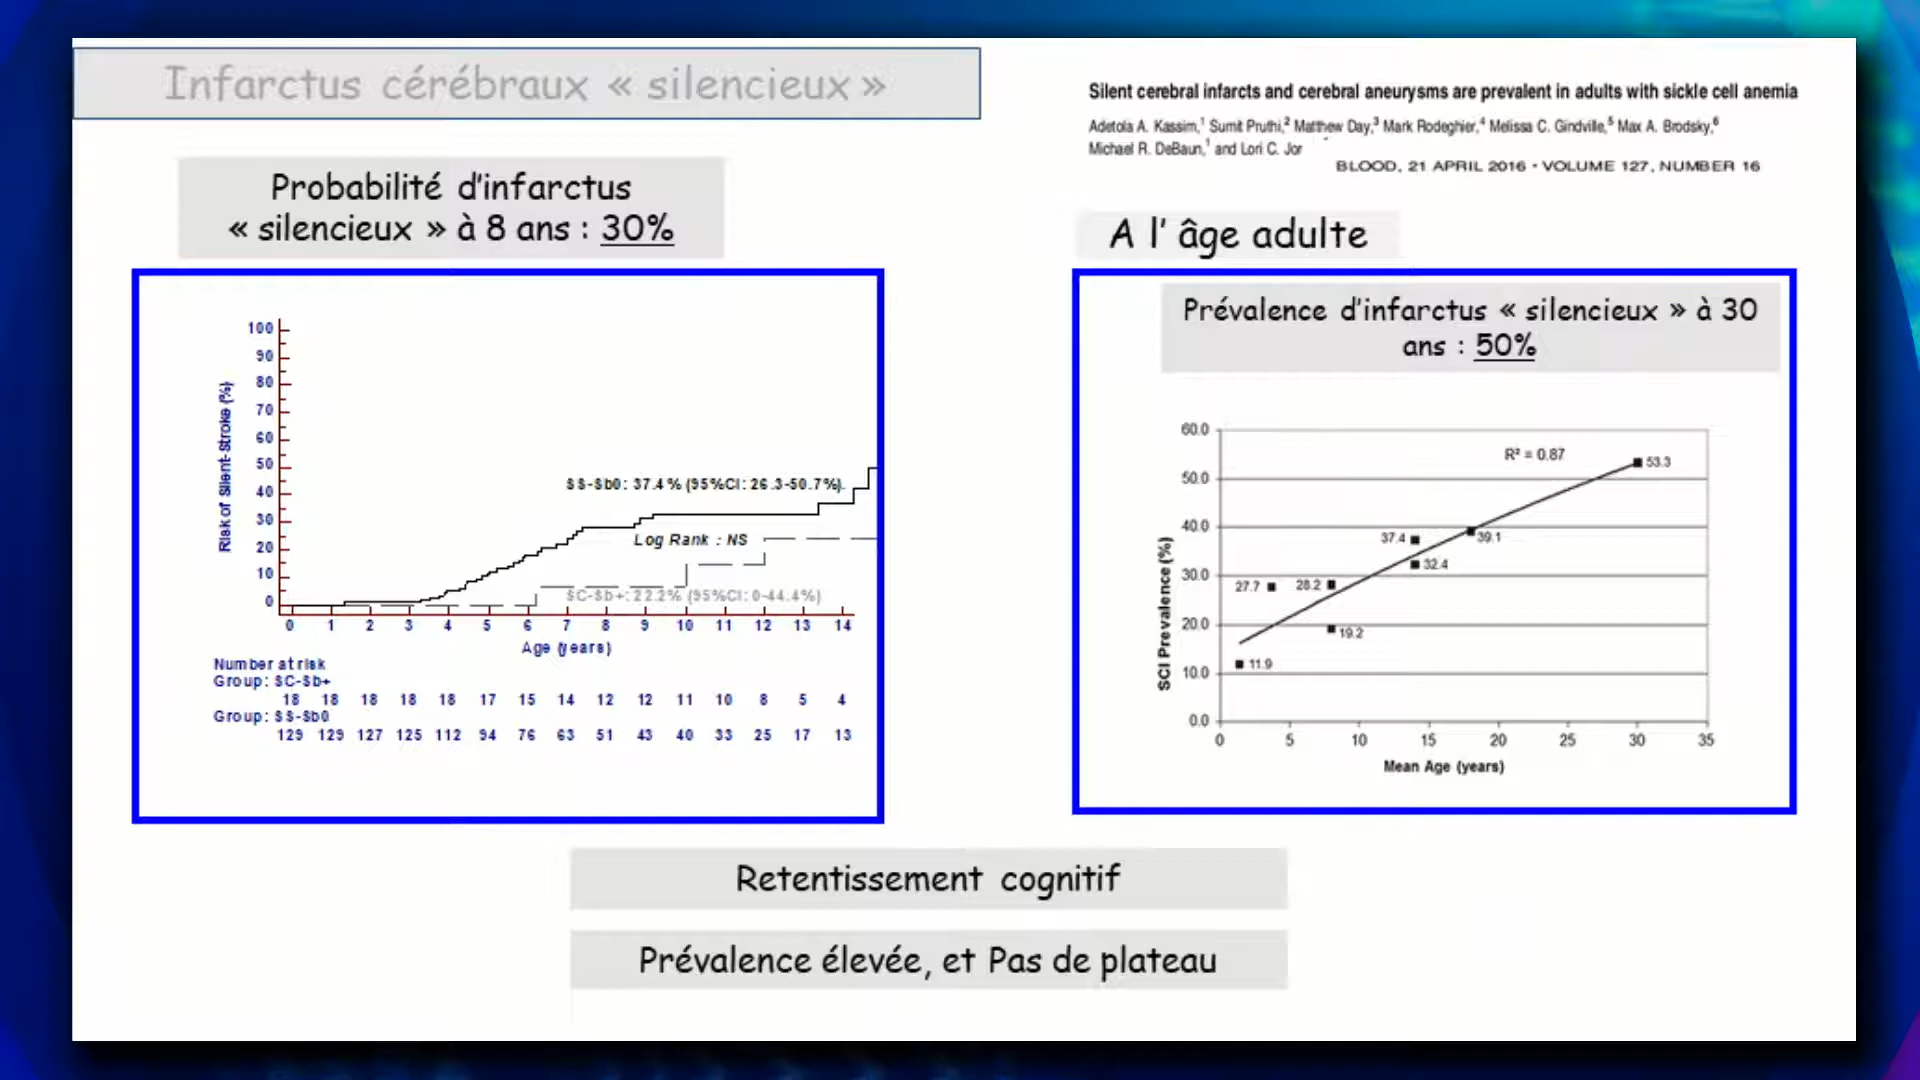 Infarctus cérébraux « silencieux »
Silent cerebral infarcts and cerebral aneurysms are prevalent in adults with sickle cell anemia
Adetola A. Kassim,¹ Sumit Pruthi,² Matthew Day,³ Mark Rodeghier,⁴ Melissa C. Gindville,⁵ Max A. Brodsky,⁶
Michael R. DeBaun,¹ and Lori C. Jor
BLOOD, 21 APRIL 2016 • VOLUME 127, NUMBER 16
Probabilité d'infarctus
« silencieux » à 8 ans : 30%
100
90
80
70
60
50
40
30
20
10
0
Risk of Silent-Stroke (%)
SS-Sb0: 37.4% (95%CI: 26.3-50.7%)
Log Rank : NS
SC-Sb+: 22.2% (95%CI: 0-44.4%)
0 1 2 3 4 5 6 7 8 9 10 11 12 13 14
Age (years)
Number at risk
Group: SC-Sb+
18 18 18 18 18 17 15 14 12 12 11 10 8 5 4
Group: SS-Sb0
129 129 127 125 112 94 76 63 51 43 40 33 25 17 13
A l' âge adulte
Prévalence d'infarctus « silencieux » à 30
ans : 50%
60.0
50.0
40.0
30.0
20.0
10.0
0.0
SCI Prevalence (%)
R² = 0.87
53.3
37.4
39.1
32.4
27.7
28.2
19.2
11.9
0 5 10 15 20 25 30 35
Mean Age (years)
Retentissement cognitif
Prévalence élevée, et Pas de plateau